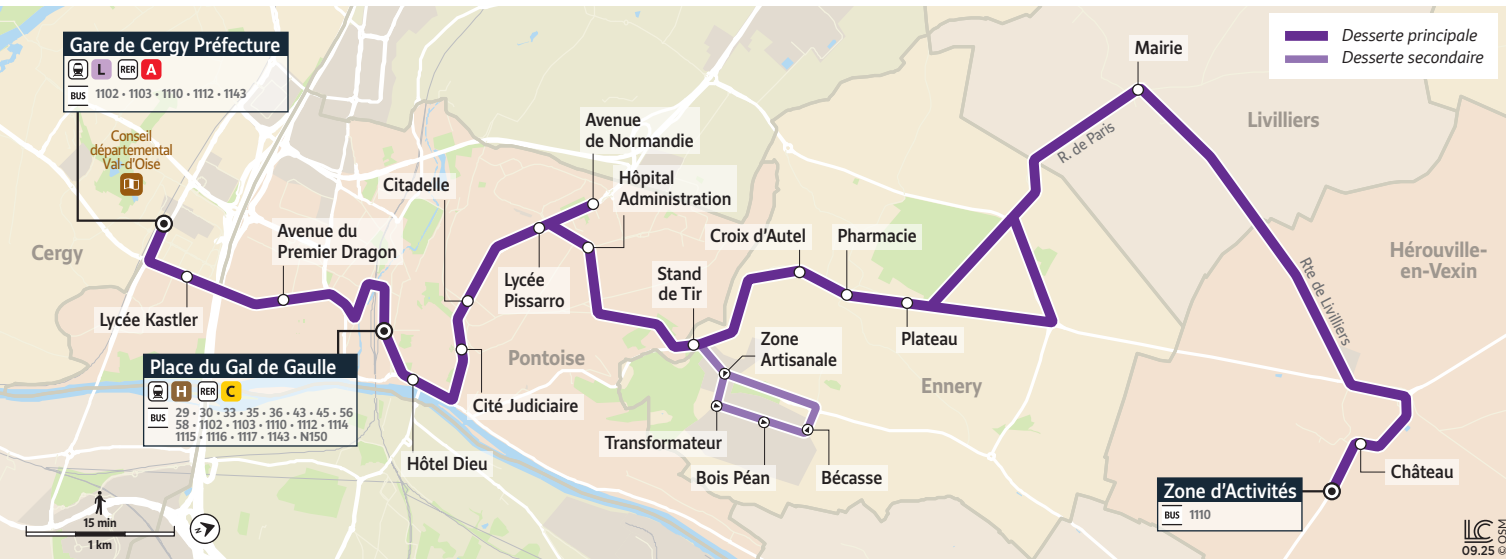 Gare de Cergy Préfecture
L RER A
BUS 1102 • 1103 • 1110 • 1112 • 1143
Conseil
départemental
Val-d'Oise
Cergy
Lycée Kastler
Avenue du
Premier Dragon
Place du Gal de Gaulle
H RER C
BUS 29 • 30 • 33 • 35 • 36 • 43 • 45 • 56
58 • 1102 • 1103 • 1110 • 1112 • 1114
1115 • 1116 • 1117 • 1143 • N150
Hôtel Dieu
Cité Judiciaire
Citadelle
Pontoise
Lycée
Pissarro
Avenue
de Normandie
Hôpital
Administration
Stand
de Tir
Zone
Artisanale
Transformateur
Bois Péan
Bécasse
Croix d'Autel
Pharmacie
Plateau
Ennery
R. de Paris
Mairie
Livilliers
Rte de Livilliers
Hérouville-
en-Vexin
Château
Zone d'Activités
BUS 1110
Desserte principale
Desserte secondaire
15 min
1 km
LC
09.25
© OSM